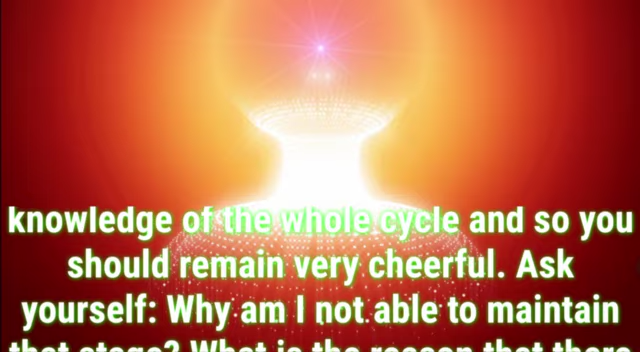 knowledge of the whole cycle and so you
should remain very cheerful. Ask
yourself: Why am I not able to maintain
that stage? What is the reason that there